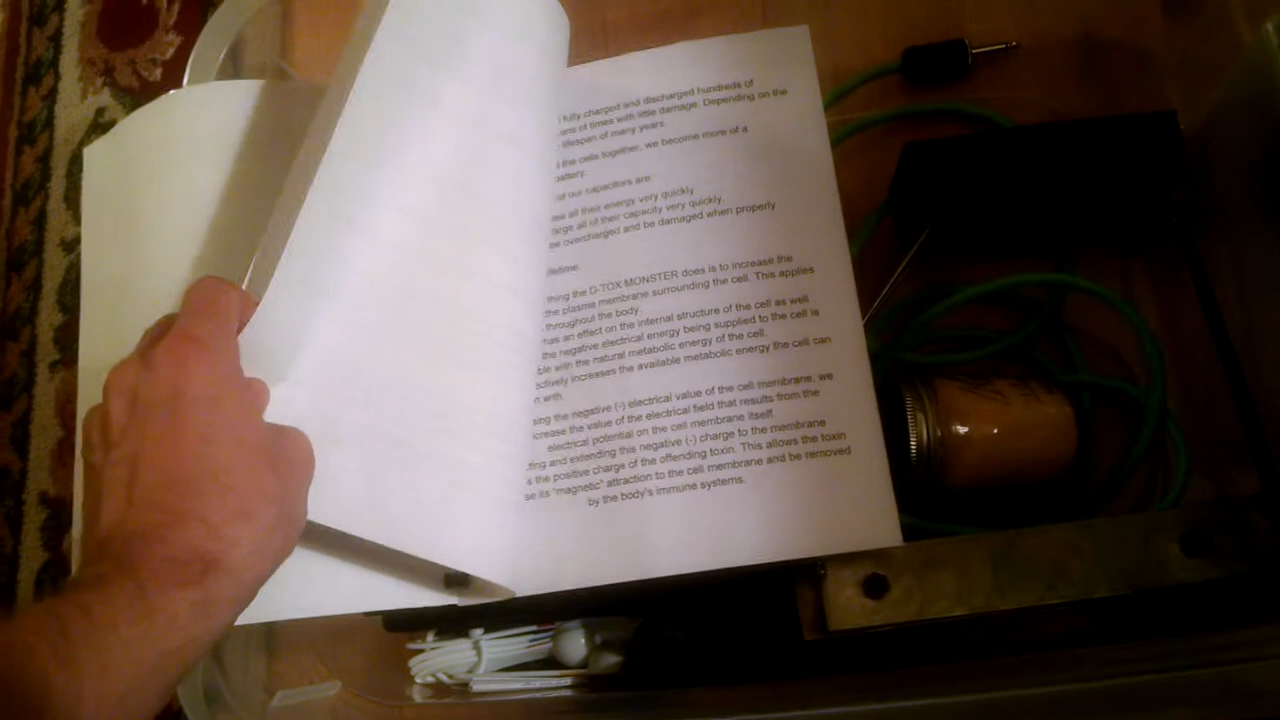 fully charged and discharged hundreds of
ons of times with little damage. Depending on the
lifespan of many years.
the cells together, we become more of a
battery.
of our capacitors are:
all their energy very quickly
arge all of their capacity very quickly.
be overcharged and be damaged when properly
lifetime.
thing the D-TOX MONSTER does is to increase the
the plasma membrane surrounding the cell. This applies
throughout the body.
has an effect on the internal structure of the cell as well
the negative electrical energy being supplied to the cell is
ble with the natural metabolic energy of the cell.
ectively increases the available metabolic energy the cell can
n with.
sing the negative (-) electrical value of the cell membrane, we
crease the value of the electrical field that results from the
electrical potential on the cell membrane itself.
ting and extending this negative (-) charge to the membrane
s the positive charge of the offending toxin. This allows the toxin
se its "magnetic" attraction to the cell membrane and be removed
by the body's immune systems.